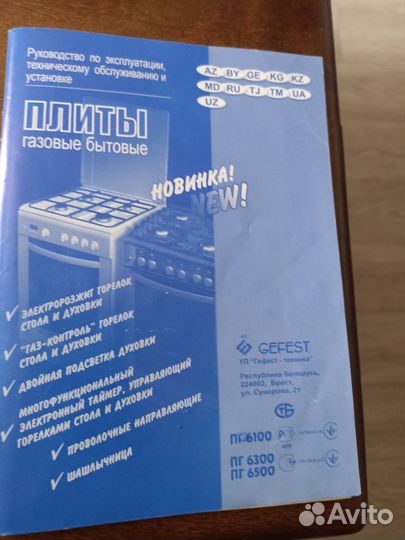 Руководство по эксплуатации,
техническому обслуживанию и
установке
AZ BY GE KG KZ
MD RU TJ TM UA
UZ
ПЛИТЫ
газовые бытовые
НОВИНКА!
NEW!
ЭЛЕКТРОРОЗЖИГ ГОРЕЛОК
СТОЛА И ДУХОВКИ
"ГАЗ-КОНТРОЛЬ" ГОРЕЛОК
СТОЛА И ДУХОВКИ
ДВОЙНАЯ ПОДСВЕТКА ДУХОВКИ
МНОГОФУНКЦИОНАЛЬНЫЙ
ЭЛЕКТРОННЫЙ ТАЙМЕР, УПРАВЛЯЮЩИЙ
ГОРЕЛКАМИ СТОЛА И ДУХОВКИ
ПРОВОЛОЧНЫЕ НАПРАВЛЯЮЩИЕ
ШАШЛЫЧНИЦА
GEFEST
УП "Гефест - техника"
Республика Беларусь,
224002, Брест,
ул. Суворова, 21
ПГ 6100
ПГ 6300
ПГ 6500
Avito